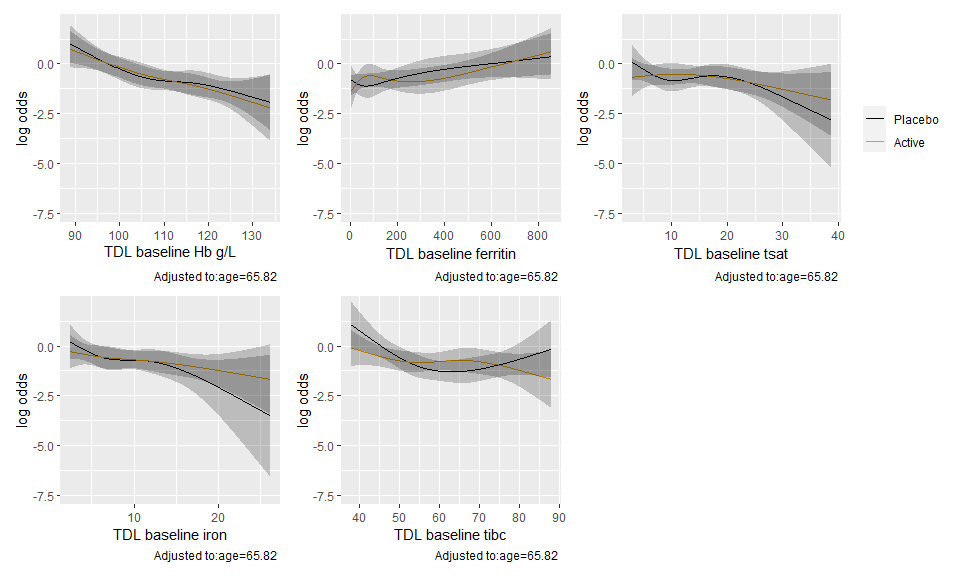 0.0
-2.5
-5.0
-7.5
log odds
90 100 110 120 130
TDL baseline Hb g/L
Adjusted to:age=65.82
0.0
-2.5
-5.0
-7.5
log odds
0 200 400 600 800
TDL baseline ferritin
Adjusted to:age=65.82
0.0
-2.5
-5.0
-7.5
log odds
10 20 30 40
TDL baseline tsat
Adjusted to:age=65.82
Placebo
Active
0.0
-2.5
-5.0
-7.5
log odds
10 20
TDL baseline iron
Adjusted to:age=65.82
0.0
-2.5
-5.0
-7.5
log odds
40 50 60 70 80 90
TDL baseline tibc
Adjusted to:age=65.82